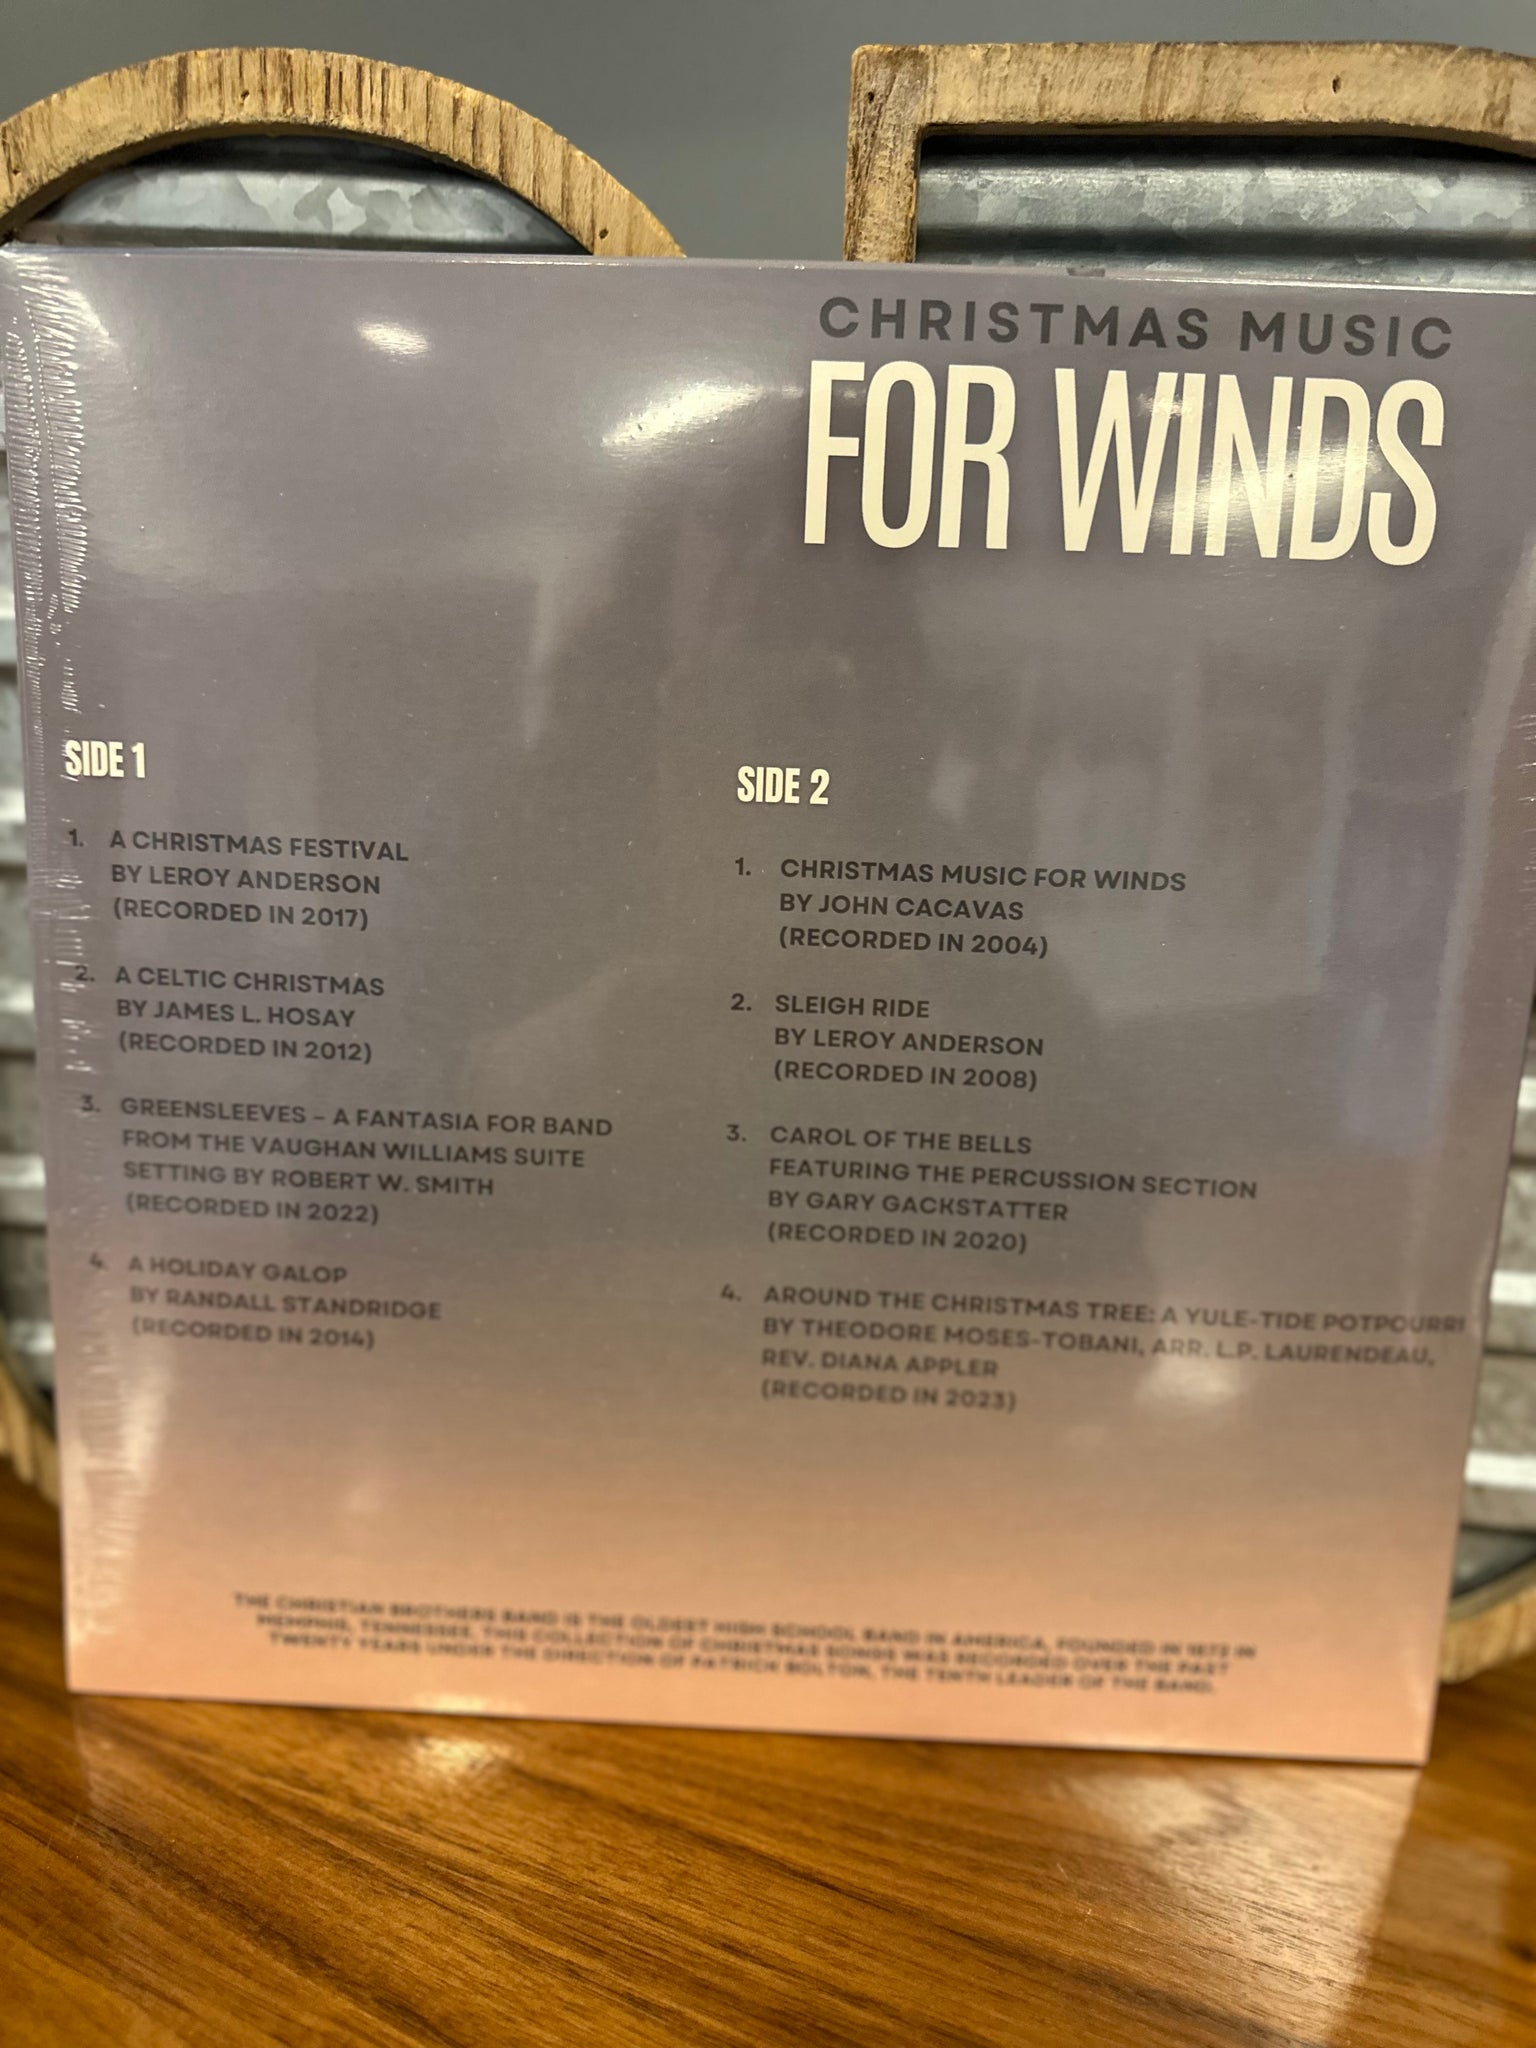 CHRISTMAS MUSIC
FOR WINDS
SIDE 1
1. A CHRISTMAS FESTIVAL
BY LEROY ANDERSON
(RECORDED IN 2017)
2. A CELTIC CHRISTMAS
BY JAMES L. HOSAY
(RECORDED IN 2012)
3. GREENSLEEVES – A FANTASIA FOR BAND
FROM THE VAUGHAN WILLIAMS SUITE
SETTING BY ROBERT W. SMITH
(RECORDED IN 2022)
4. A HOLIDAY GALOP
BY RANDALL STANDRIDGE
(RECORDED IN 2014)
SIDE 2
1. CHRISTMAS MUSIC FOR WINDS
BY JOHN CACAVAS
(RECORDED IN 2004)
2. SLEIGH RIDE
BY LEROY ANDERSON
(RECORDED IN 2008)
3. CAROL OF THE BELLS
FEATURING THE PERCUSSION SECTION
BY GARY GACKSTATTER
(RECORDED IN 2020)
4. AROUND THE CHRISTMAS TREE: A YULE-TIDE POTPOURRI
BY THEODORE MOSES-TOBANI, ARR. L.P. LAURENDEAU,
REV. DIANA APPLER
(RECORDED IN 2023)
THE CHRISTIAN BROTHERS BAND IS THE OLDEST HIGH SCHOOL BAND IN AMERICA, FOUNDED IN 1872 IN
MEMPHIS, TENNESSEE. THIS COLLECTION OF CHRISTMAS SONGS WAS RECORDED OVER THE PAST
TWENTY YEARS UNDER THE DIRECTION OF PATRICK BOLTON, THE TENTH LEADER OF THE BAND.